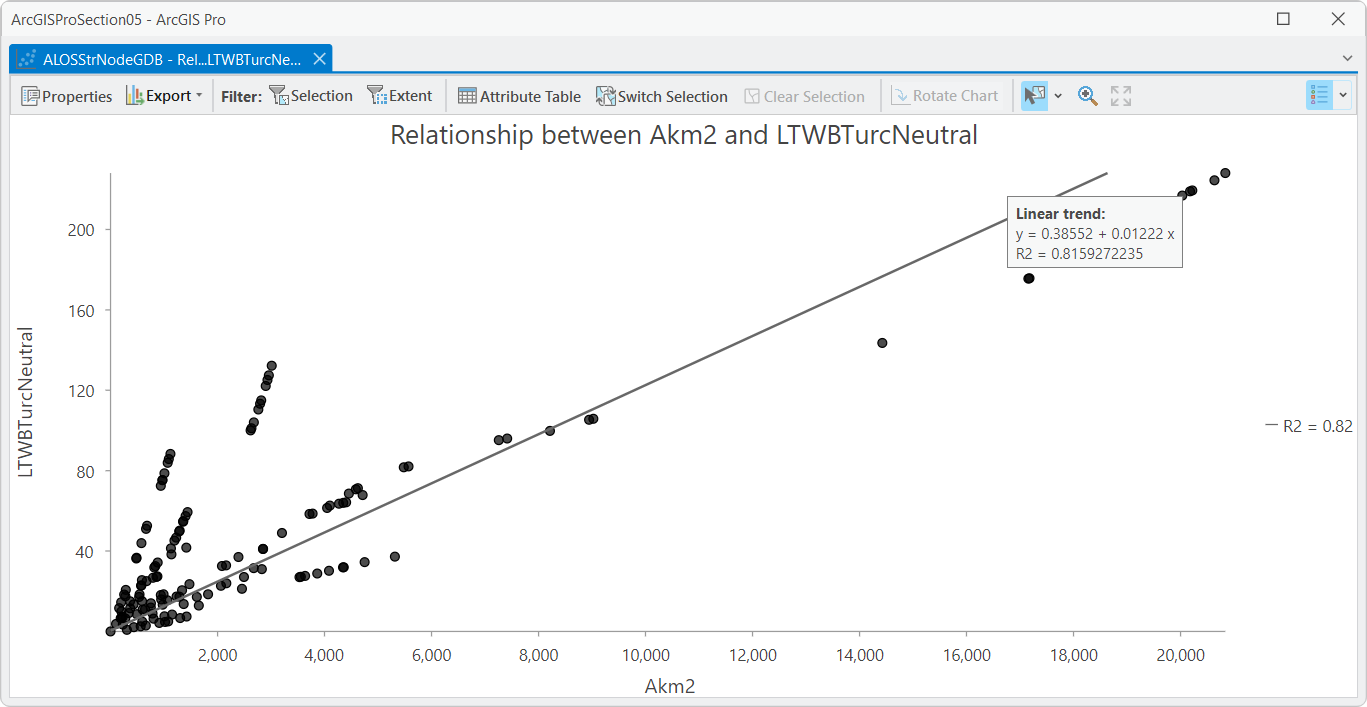 ArcGISProSection05 - ArcGIS Pro
ALOSStrNodeGDB - Rel...LTWBTurcNe...
Properties Export Filter: Selection Extent Attribute Table Switch Selection Clear Selection Rotate Chart
Relationship between Akm2 and LTWBTurcNeutral
LTWBTurcNeutral
200
160
120
80
40
Linear trend:
y = 0.38552 + 0.01222 x
R2 = 0.8159272235
R2 = 0.82
2,000 4,000 6,000 8,000 10,000 12,000 14,000 16,000 18,000 20,000
Akm2